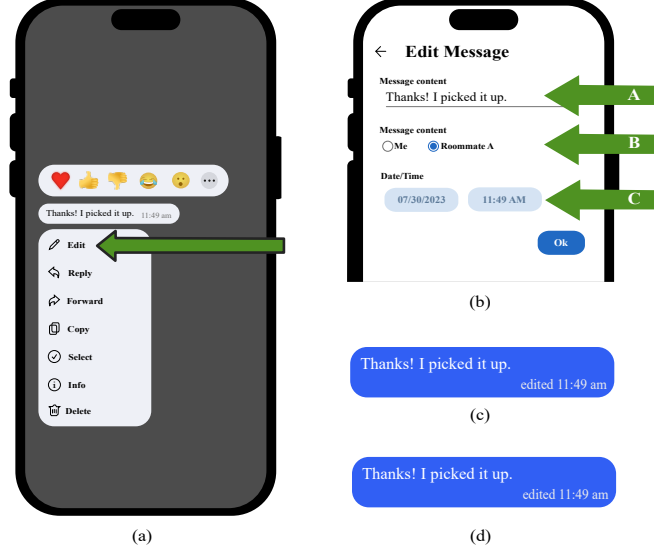 Thanks! I picked it up. 11:49 am
Edit
Reply
Forward
Copy
Select
Info
Delete
(a)
← Edit Message
Message content
Thanks! I picked it up.
A
Message content
Me Roommate A
B
Date/Time
07/30/2023 11:49 AM
C
Ok
(b)
Thanks! I picked it up.
edited 11:49 am
(c)
Thanks! I picked it up.
edited 11:49 am
(d)